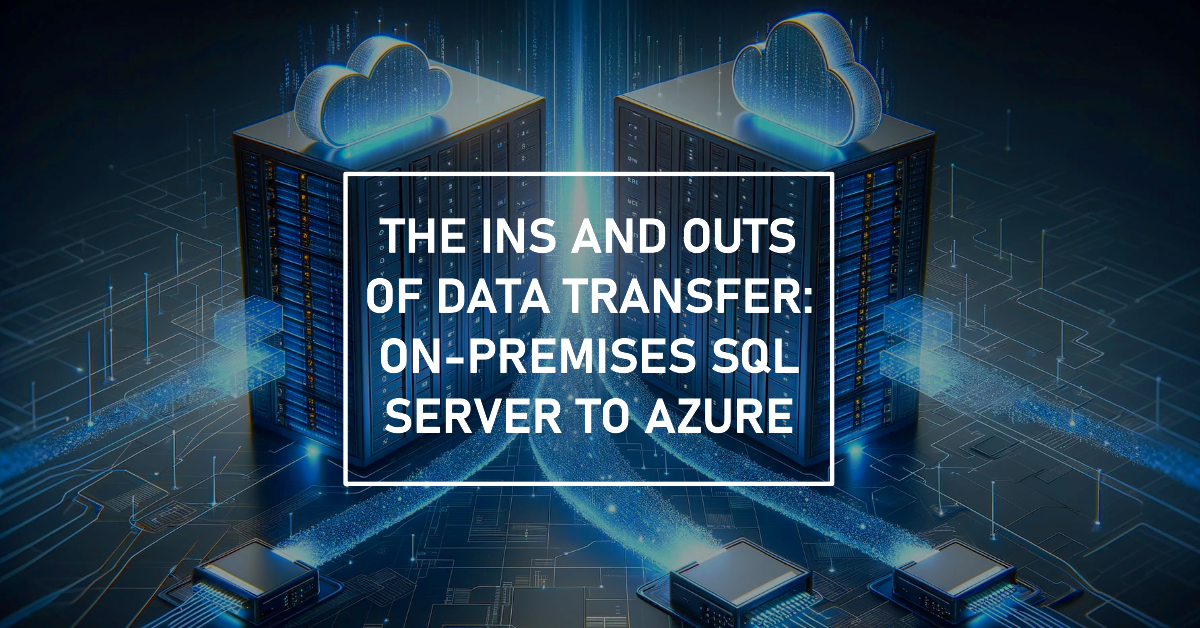 THE INS AND OUTS
OF DATA TRANSFER:
ON-PREMISES SQL
SERVER TO AZURE